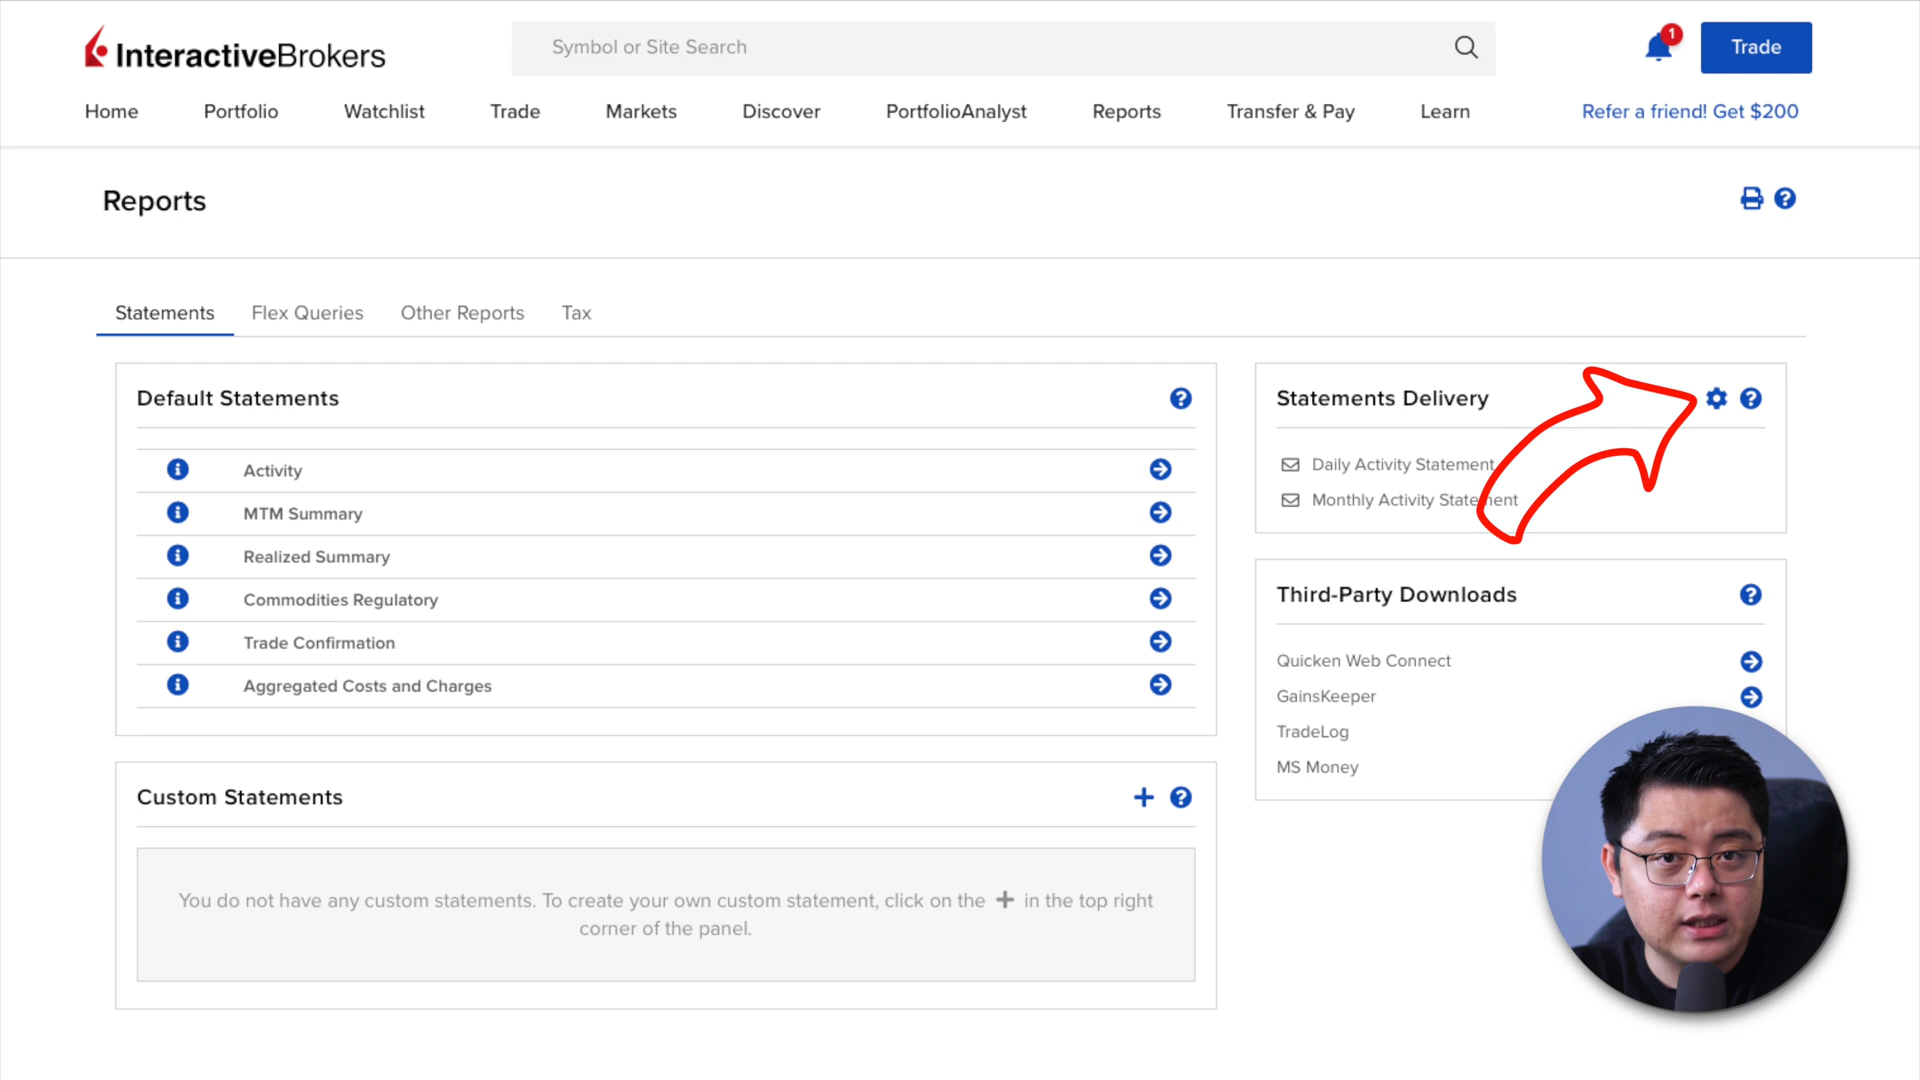 InteractiveBrokers
Symbol or Site Search
1
Trade
Home Portfolio Watchlist Trade Markets Discover PortfolioAnalyst Reports Transfer & Pay Learn Refer a friend! Get $200
Reports
Statements Flex Queries Other Reports Tax
Default Statements
Activity
MTM Summary
Realized Summary
Commodities Regulatory
Trade Confirmation
Aggregated Costs and Charges
Custom Statements
You do not have any custom statements. To create your own custom statement, click on the + in the top right
corner of the panel.
Statements Delivery
Daily Activity Statement
Monthly Activity Statement
Third-Party Downloads
Quicken Web Connect
GainsKeeper
TradeLog
MS Money